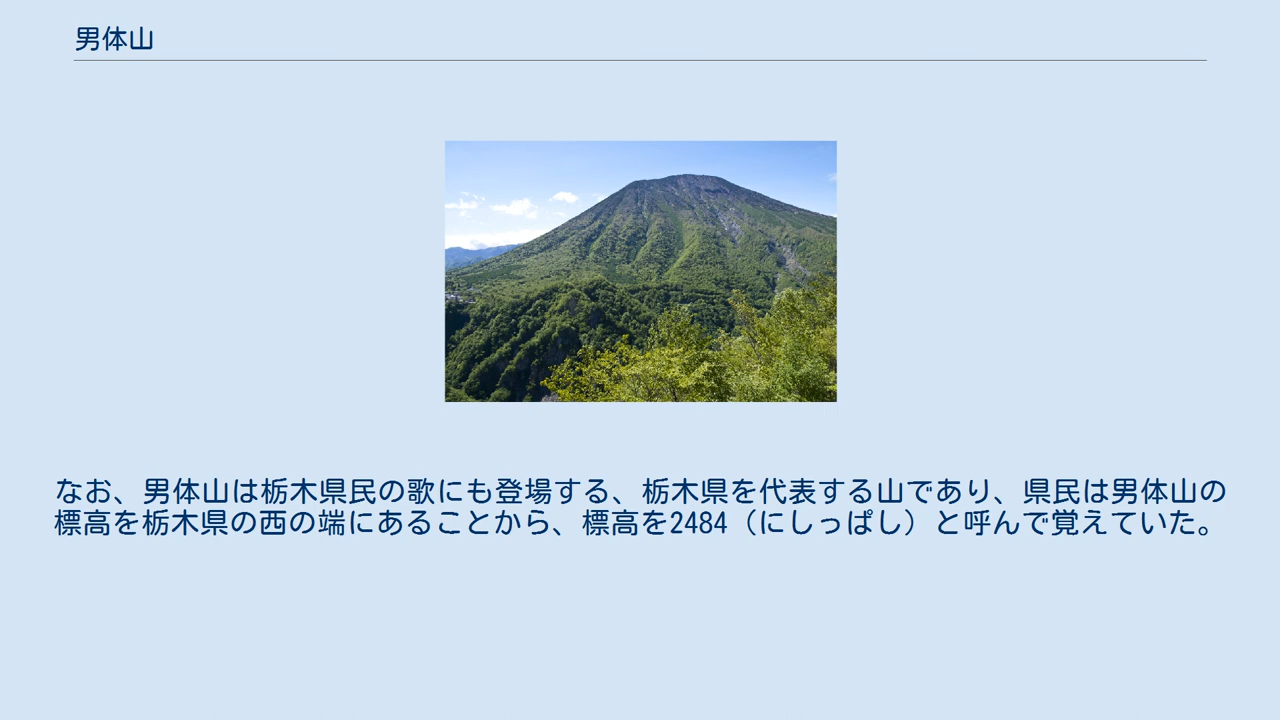 男体山
なお、男体山は栃木県民の歌にも登場する、栃木県を代表する山であり、県民は男体山の
標高を栃木県の西の端にあることから、標高を2484（にしっぱし）と呼んで覚えていた。